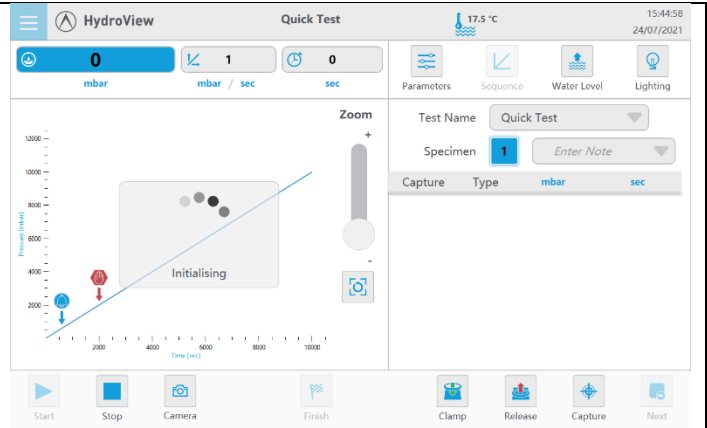 HydroView
Quick Test
17.5 °C
15:44:58
24/07/2021
0
1
0
mbar
mbar / sec
sec
Parameters
Sequence
Water Level
Lighting
Zoom
+
-
Pressure [mbar]
12000
10000
8000
6000
4000
2000
Initialising
2000
4000
6000
8000
10000
Time [sec]
Test Name
Quick Test
Specimen
1
Enter Note
Capture Type mbar sec
Start
Stop
Camera
Finish
Clamp
Release
Capture
Next